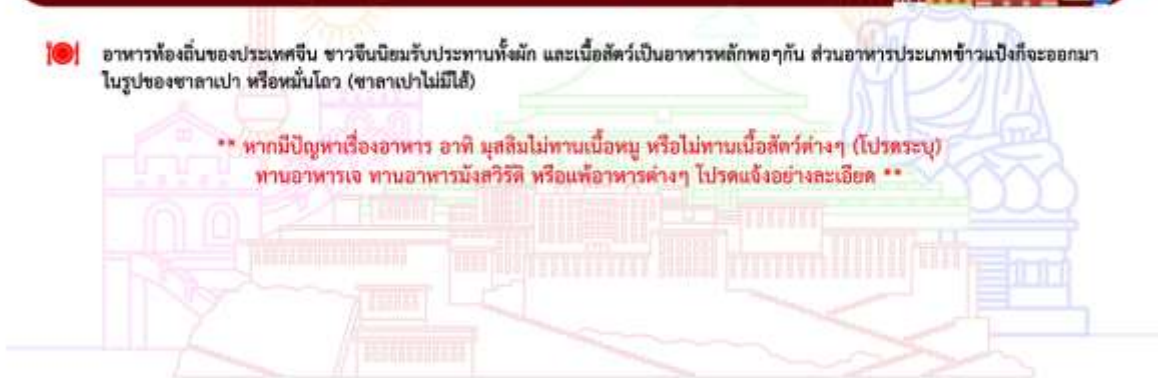 อาหารท้องถิ่นของประเทศจีน ชาวจีนนิยมรับประทานทั้งผัก และเนื้อสัตว์เป็นอาหารหลักพอๆกัน ส่วนอาหารประเภทข้าวแป้งก็จะออกมา
ในรูปของซาลาเปา หรือหมั่นโถว (ซาลาเปาไม่มีไส้)
** หากมีปัญหาเรื่องอาหาร อาทิ มุสลิมไม่ทานเนื้อหมู หรือไม่ทานเนื้อสัตว์ต่างๆ (โปรดระบุ)
ทานอาหารเจ ทานอาหารมังสวิรัติ หรือแพ้อาหารต่างๆ โปรดแจ้งอย่างละเอียด **